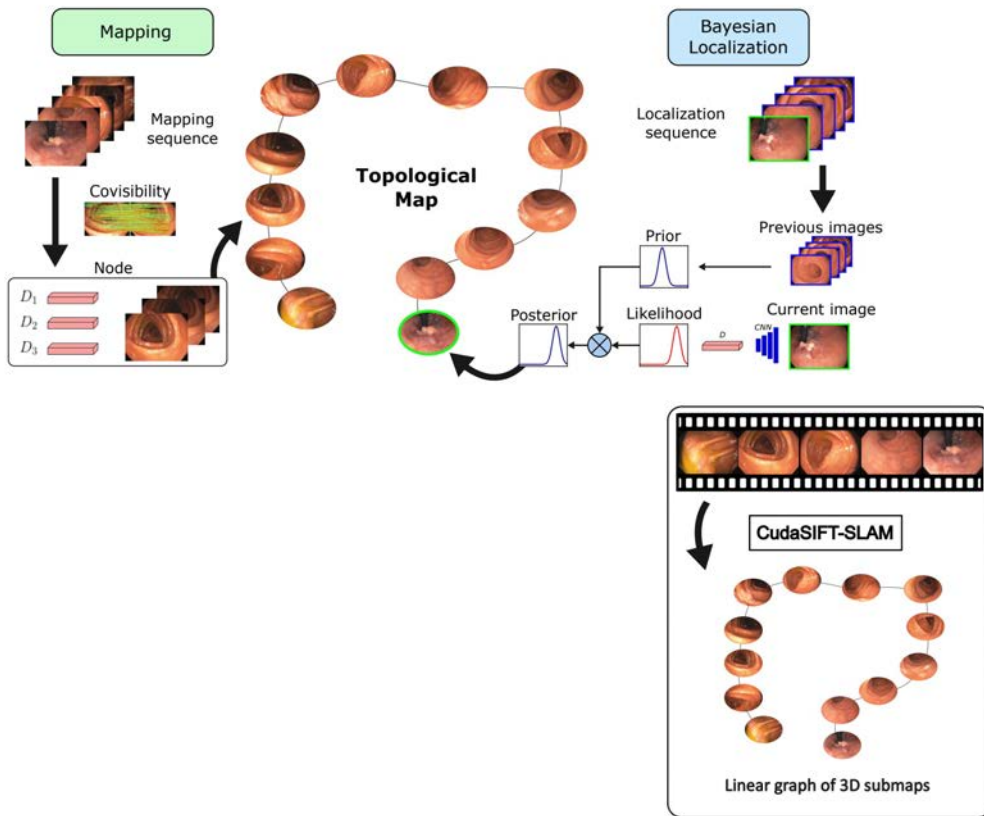 Mapping
Mapping
sequence
Covisibility
Node
D1
D2
D3
Topological
Map
Bayesian
Localization
Localization
sequence
Previous images
Prior
Current image
Likelihood
Posterior
D
CNN
CudaSIFT-SLAM
Linear graph of 3D submaps